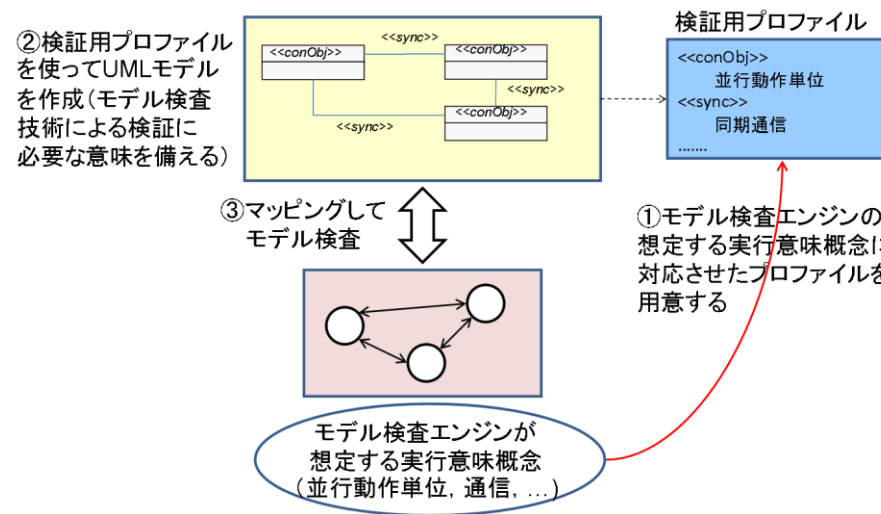 ②検証用プロファイル
を使ってUMLモデル
を作成(モデル検査
技術による検証に
必要な意味を備える)
<<conObj>>
<<sync>>
<<conObj>>
<<sync>>
<<conObj>>
<<sync>>
検証用プロファイル
<<conObj>>
並行動作単位
<<sync>>
同期通信
.......
③マッピングして
モデル検査
①モデル検査エンジンの
想定する実行意味概念に
対応させたプロファイルを
用意する
モデル検査エンジンが
想定する実行意味概念
(並行動作単位, 通信, …)